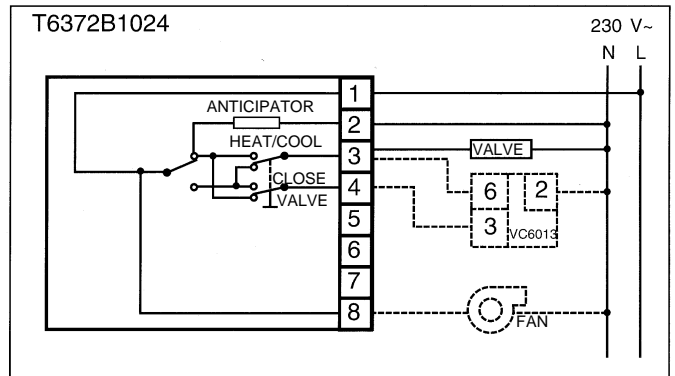 T6372B1024
230 V~
N L
1
ANTICIPATOR
2
HEAT/COOL
3
VALVE
CLOSE
4
6 2
VALVE
5
3
VC6013
6
7
8
FAN